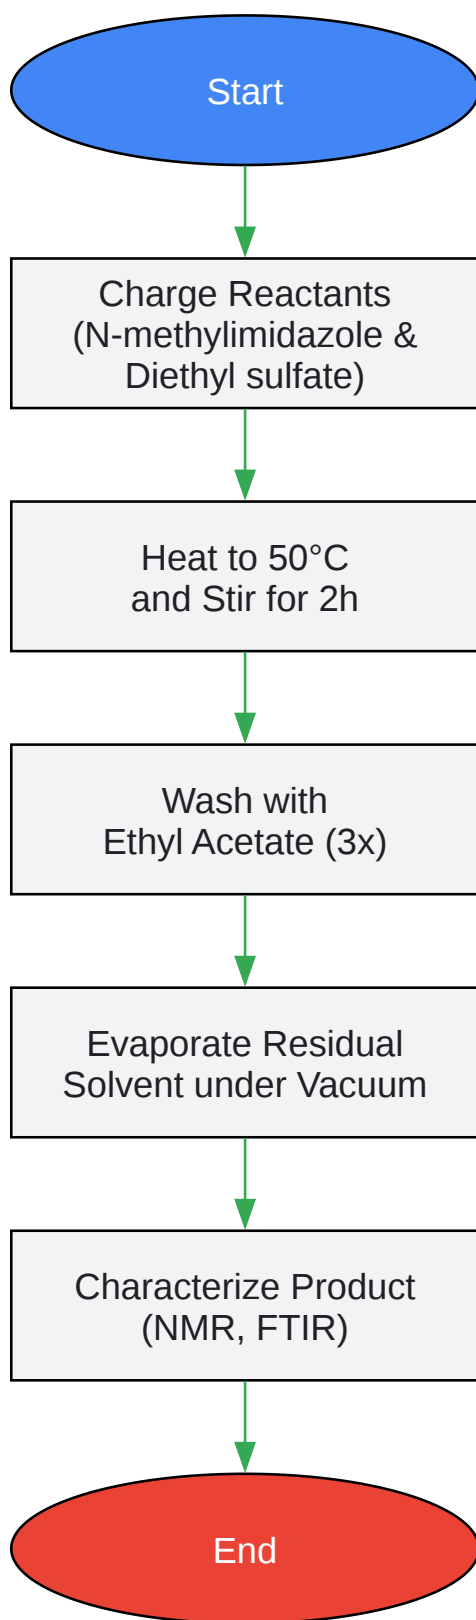 Start
Charge Reactants
(N-methylimidazole &
Diethyl sulfate)
Heat to 50°C
and Stir for 2h
Wash with
Ethyl Acetate (3x)
Evaporate Residual
Solvent under Vacuum
Characterize Product
(NMR, FTIR)
End